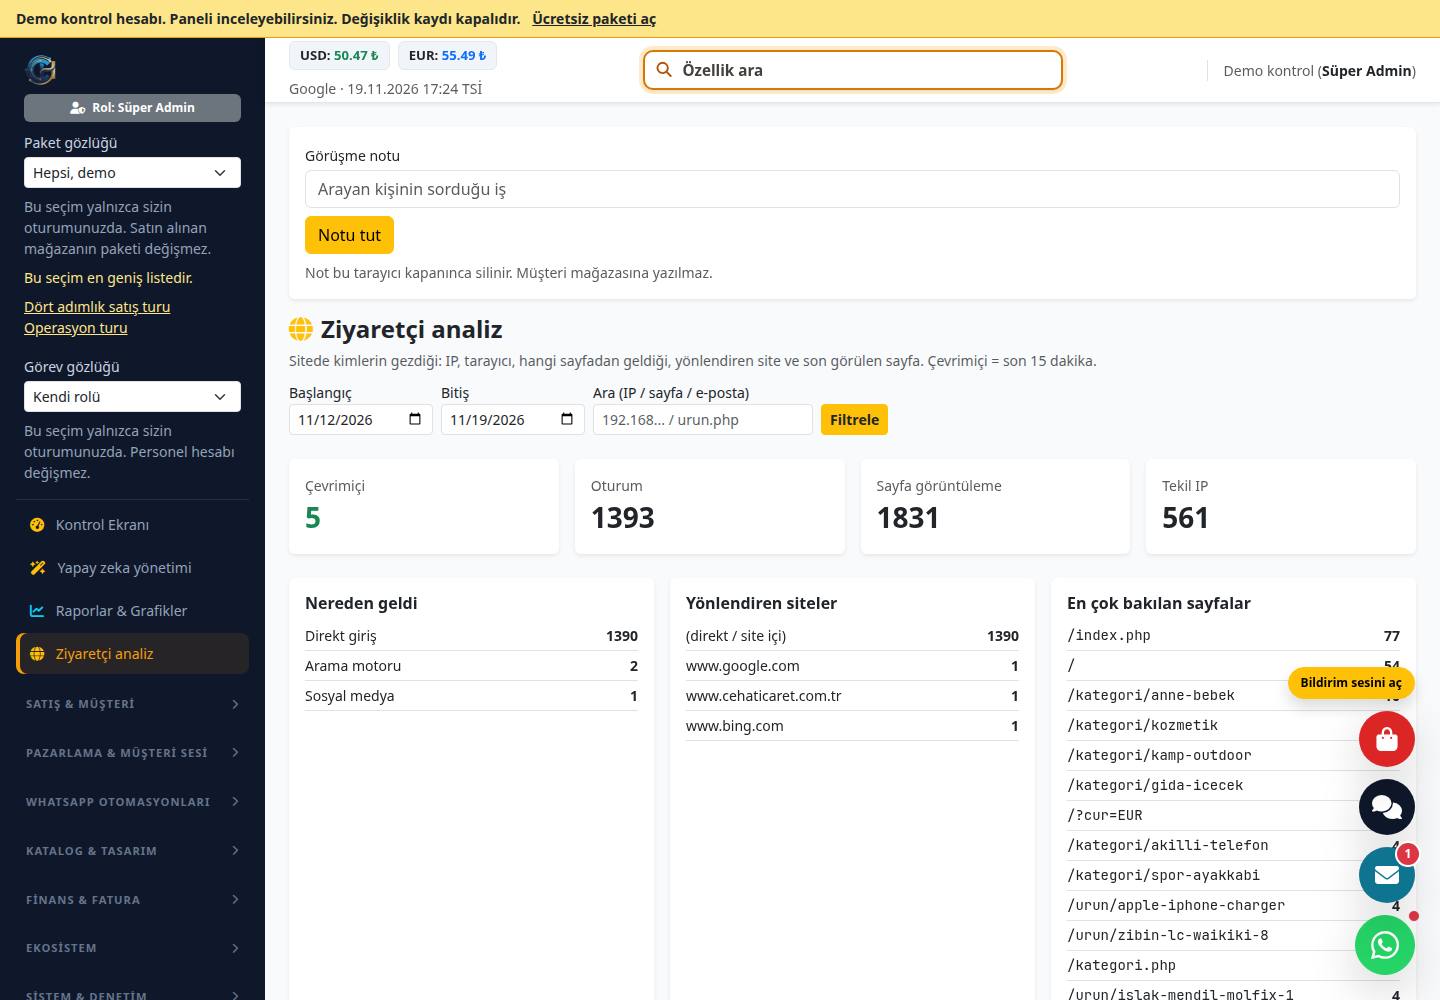 Demo kontrol hesabı. Paneli inceleyebilirsiniz. Değişiklik kaydı kapalıdır. Ücretsiz paketi aç
Rol: Süper Admin
Paket gözlüğü
Hepsi, demo
Bu seçim yalnızca sizin
oturumunuzda. Satın alınan
mağazanın paketi değişmez.
Bu seçim en geniş listedir.
Dört adımlık satış turu
Operasyon turu
Görev gözlüğü
Kendi rolü
Bu seçim yalnızca sizin
oturumunuzda. Personel hesabı
değişmez.
Kontrol Ekranı
Yapay zeka yönetimi
Raporlar & Grafikler
Ziyaretçi analiz
SATIŞ & MÜŞTERİ
PAZARLAMA & MÜŞTERİ SESİ
WHATSAPP OTOMASYONLARI
KATALOG & TASARIM
FİNANS & FATURA
EKOSİSTEM
SİSTEM & DENETİM
USD: 50.47 ₺ EUR: 55.49 ₺
Google · 19.11.2026 17:24 TSİ
Özellik ara
Demo kontrol (Süper Admin)
Görüşme notu
Arayan kişinin sorduğu iş
Notu tut
Not bu tarayıcı kapanınca silinir. Müşteri mağazasına yazılmaz.
Ziyaretçi analiz
Sitede kimlerin gezdiği: IP, tarayıcı, hangi sayfadan geldiği, yönlendiren site ve son görülen sayfa. Çevrimiçi = son 15 dakika.
Başlangıç Bitiş Ara (IP / sayfa / e-posta)
11/12/2026 11/19/2026 192.168... / urun.php Filtrele
Çevrimiçi Oturum Sayfa görüntüleme Tekil IP
5 1393 1831 561
Nereden geldi
Direkt giriş 1390
Arama motoru 2
Sosyal medya 1
Yönlendiren siteler
(direkt / site içi) 1390
www.google.com 1
www.cehaticaret.com.tr 1
www.bing.com 1
En çok bakılan sayfalar
/index.php 77
/ 54
/kategori/anne-bebek
/kategori/kozmetik
/kategori/kamp-outdoor
/kategori/gida-icecek
/?cur=EUR
/kategori/akilli-telefon
/kategori/spor-ayakkabi
/urun/apple-iphone-charger 4
/urun/zibin-lc-waikiki-8
/kategori.php
/urun/islak-mendil-molfix-1 4
Bildirim sesini aç
1